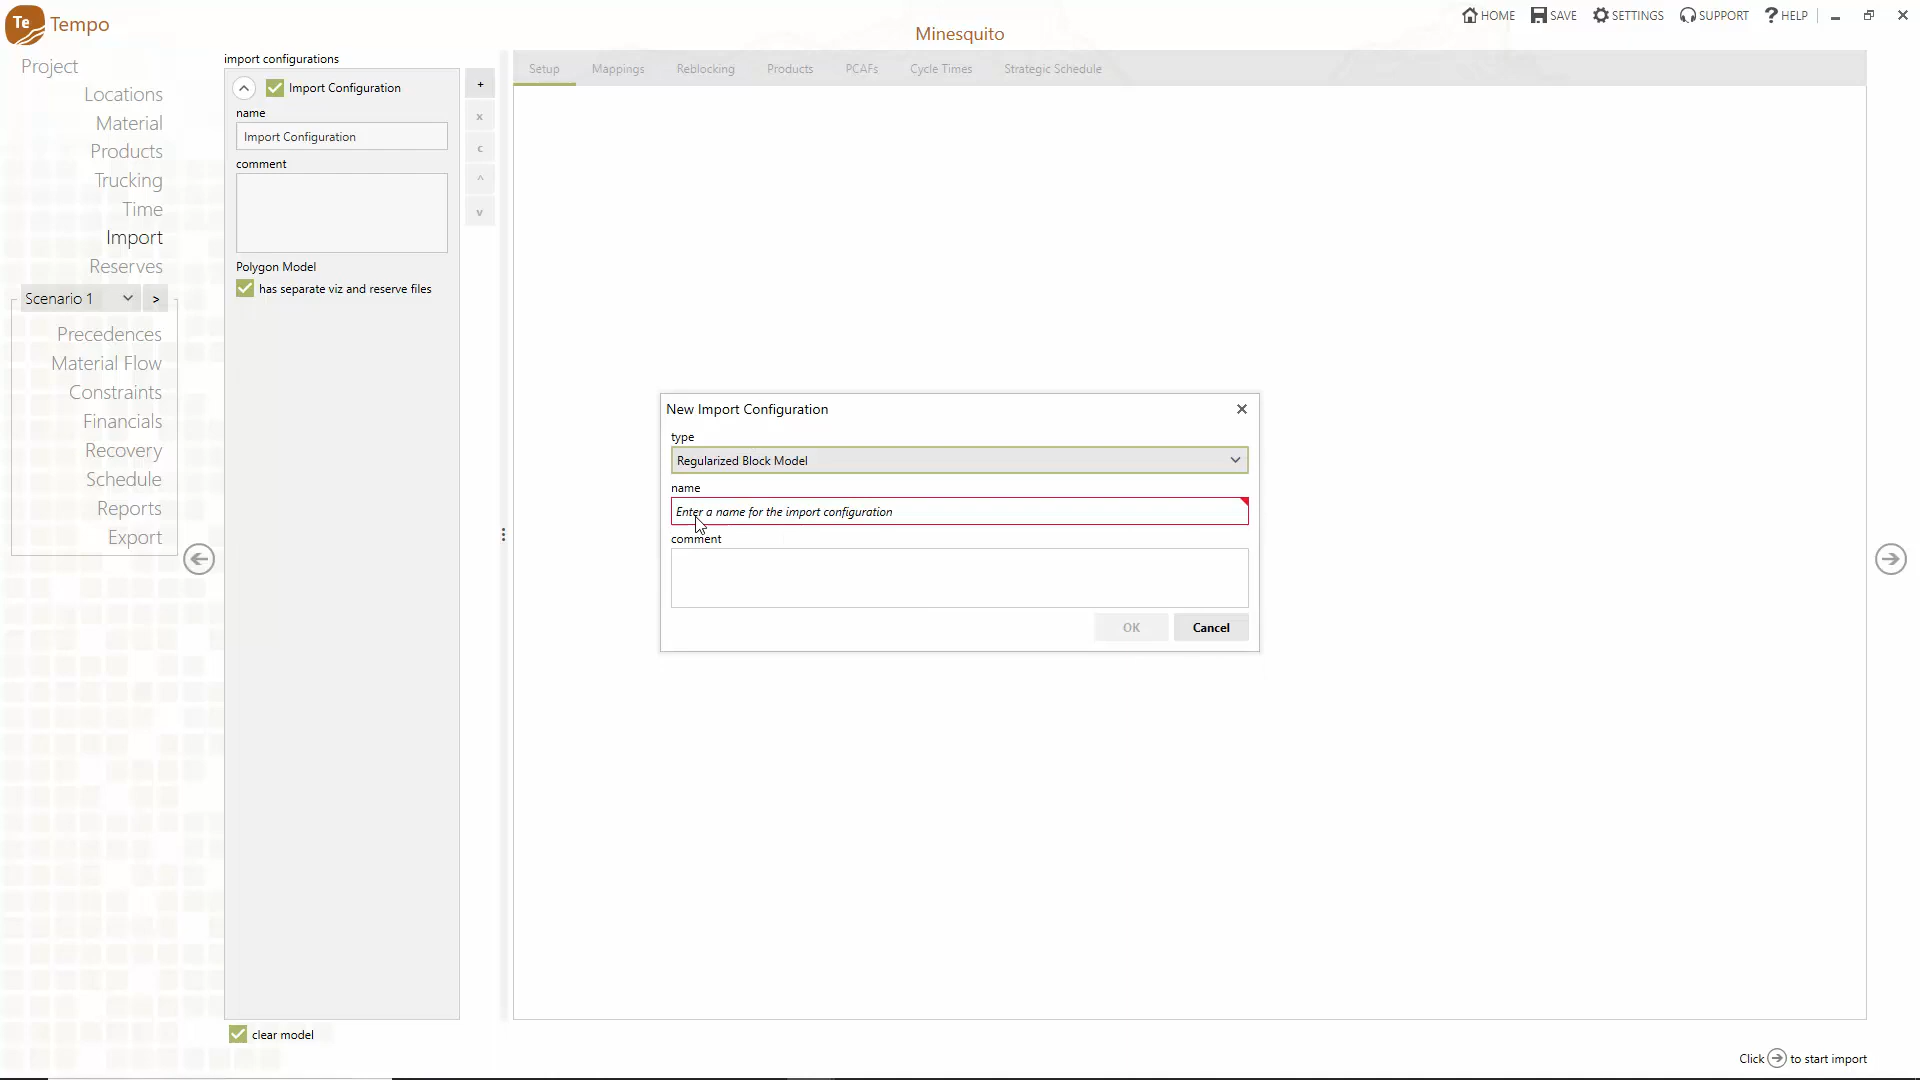 Te Tempo
Minesquito
HOME SAVE SETTINGS SUPPORT ? HELP
Project
Locations
Material
Products
Trucking
Time
Import
Reserves
Scenario 1 >
Precedences
Material Flow
Constraints
Financials
Recovery
Schedule
Reports
Export
import configurations
Import Configuration
name
Import Configuration
comment
Polygon Model
has separate viz and reserve files
clear model
+
x
c
^
v
Setup Mappings Reblocking Products PCAFs Cycle Times Strategic Schedule
New Import Configuration
type
Regularized Block Model
name
Enter a name for the import configuration
comment
OK Cancel
Click to start import